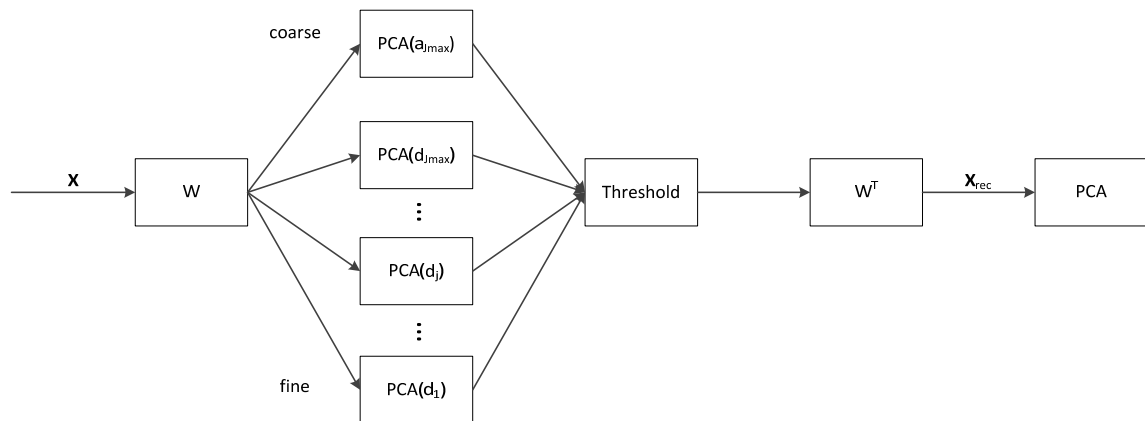 coarse
PCA(aJmax)
PCA(dJmax)
X
W
Threshold
Wᵀ
Xrec
PCA
⋮
PCA(dj)
⋮
fine
PCA(d1)